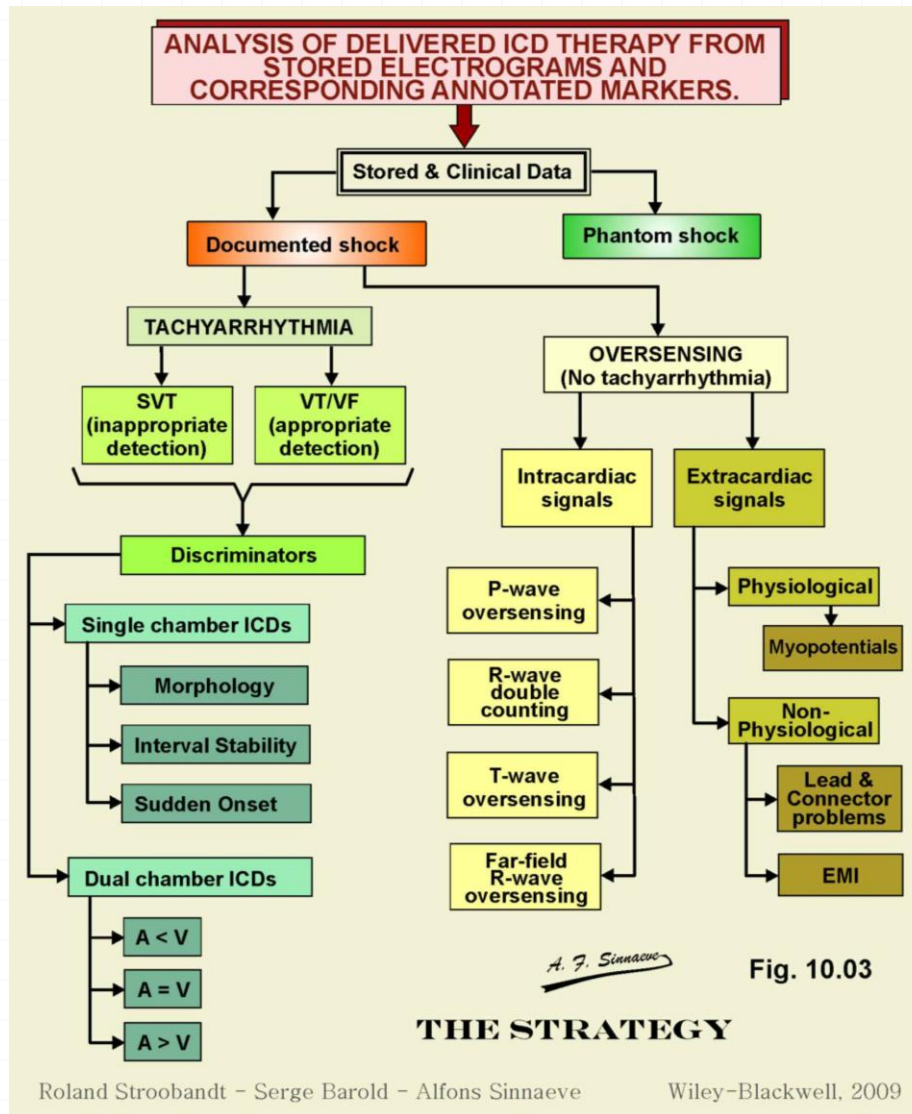 ANALYSIS OF DELIVERED ICD THERAPY FROM
STORED ELECTROGRAMS AND
CORRESPONDING ANNOTATED MARKERS.
Stored & Clinical Data
Documented shock
Phantom shock
TACHYARRHYTHMIA
SVT
(inappropriate
detection)
VT/VF
(appropriate
detection)
OVERSENSING
(No tachyarrhythmia)
Discriminators
Single chamber ICDs
Morphology
Interval Stability
Sudden Onset
Dual chamber ICDs
A < V
A = V
A > V
Intracardiac
signals
P-wave
oversensing
R-wave
double
counting
T-wave
oversensing
Far-field
R-wave
oversensing
Extracardiac
signals
Physiological
Myopotentials
Non-
Physiological
Lead &
Connector
problems
EMI
A. F. Sinnaeve
Fig. 10.03
THE STRATEGY
Roland Stroobandt - Serge Barold - Alfons Sinnaeve
Wiley-Blackwell, 2009